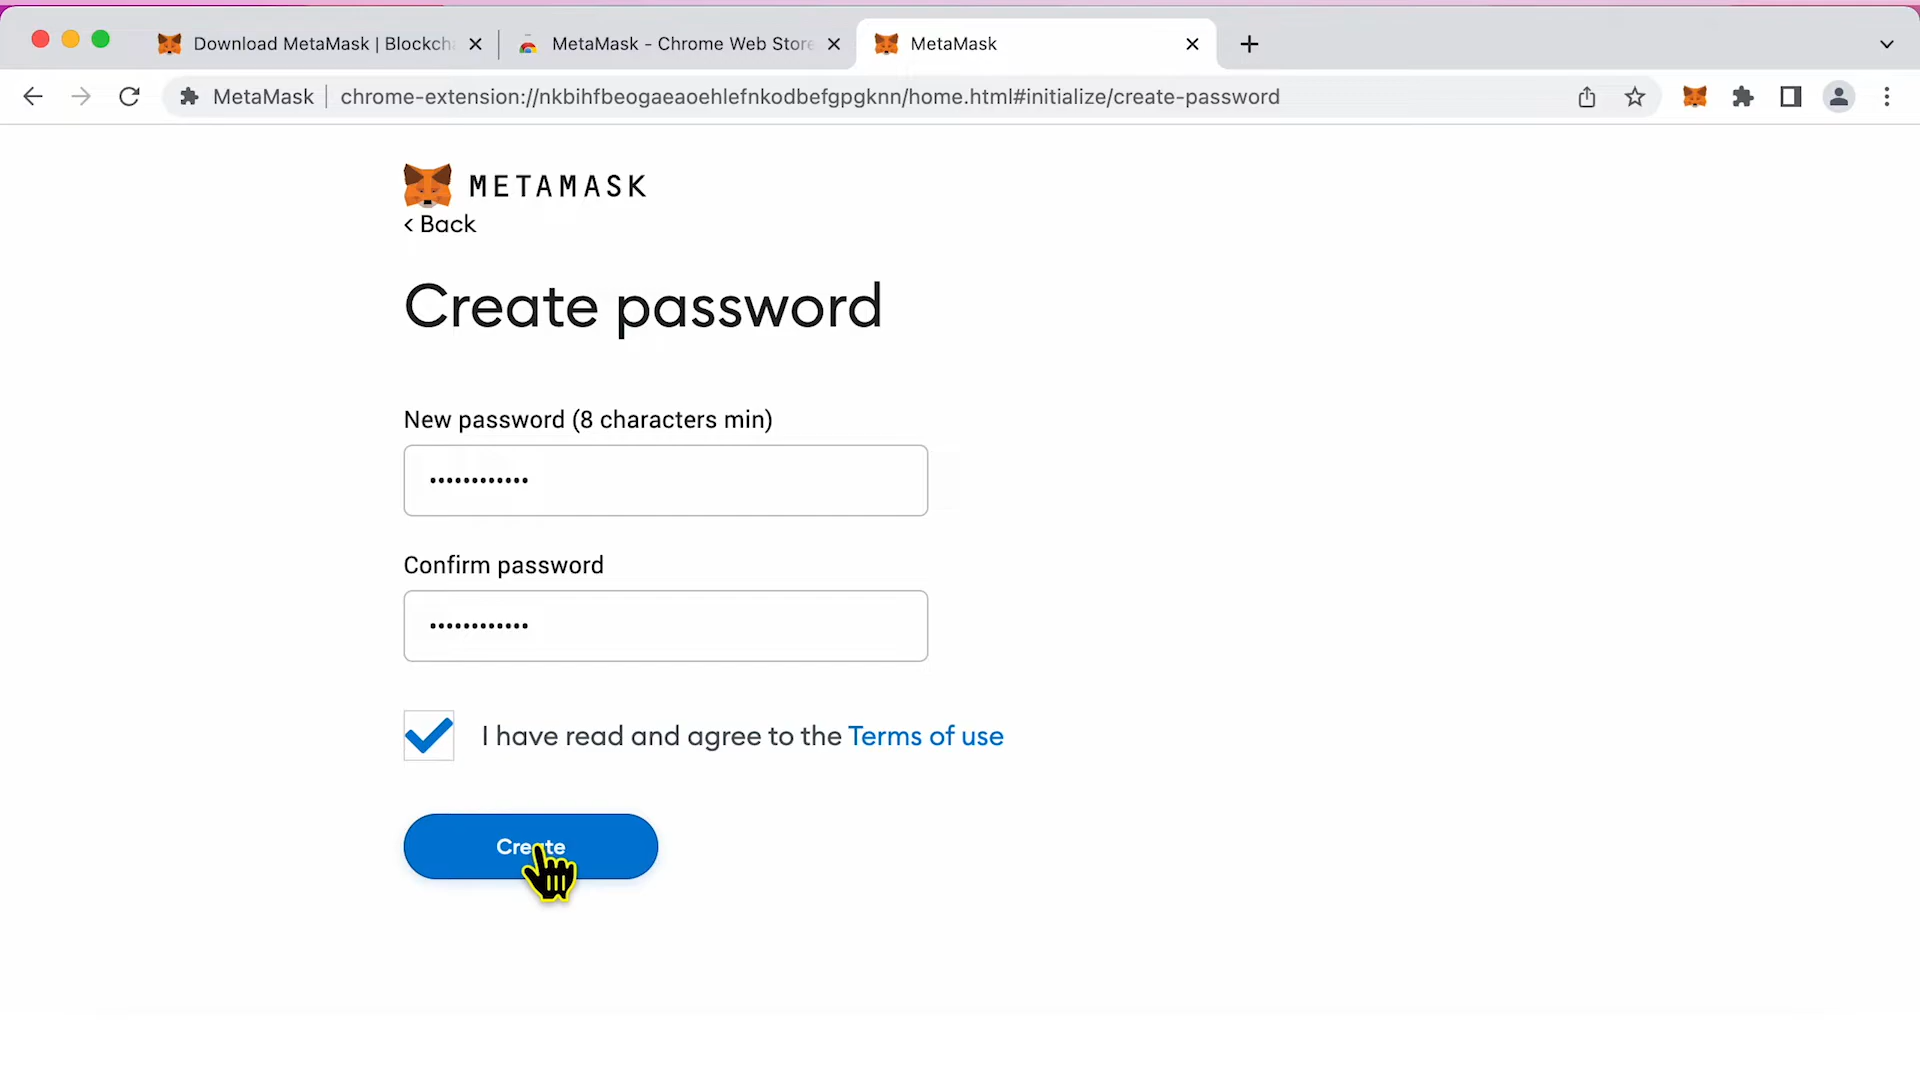 Download MetaMask | Blockch
MetaMask - Chrome Web Store
MetaMask
MetaMask
chrome-extension://nkbihfbeogaeaoehlefnkodbefgpgknn/home.html#initialize/create-password
METAMASK
< Back
Create password
New password (8 characters min)
••••••••••••
Confirm password
••••••••••••
I have read and agree to the Terms of use
Create